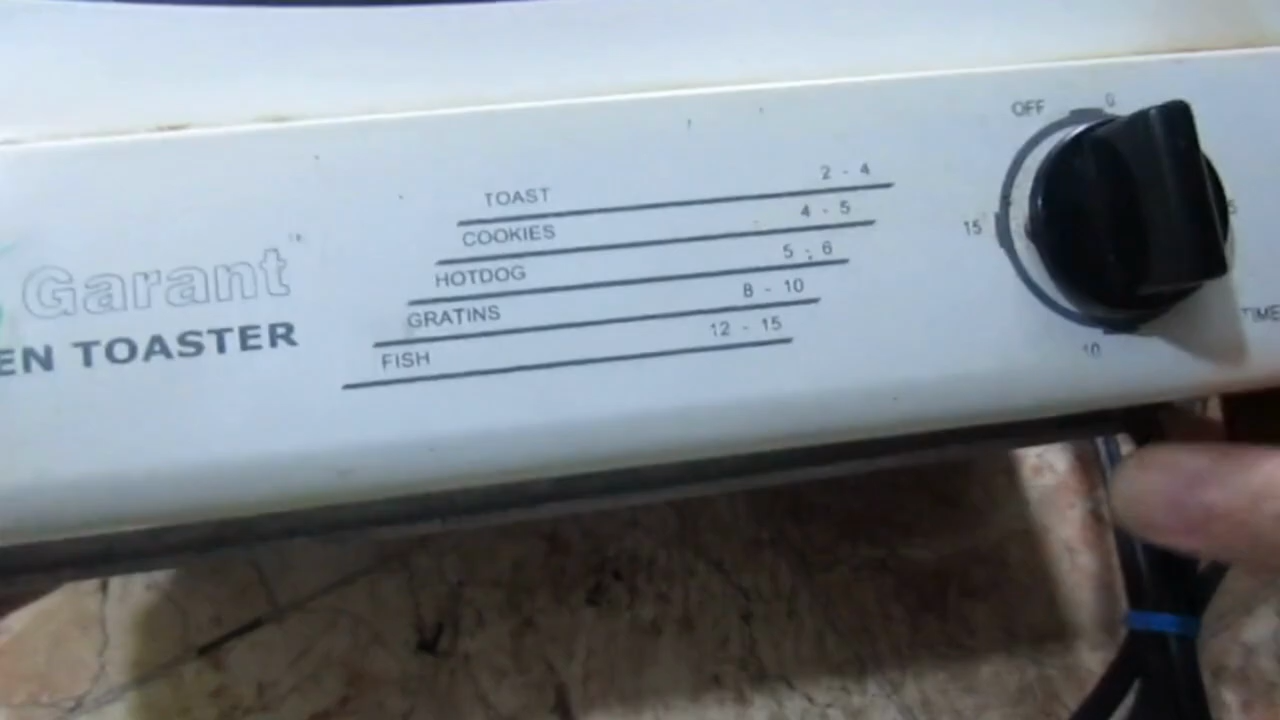 Garant
EN TOASTER
TOAST 2 - 4
COOKIES 4 - 5
HOTDOG 5 - 6
GRATINS 8 - 10
FISH 12 - 15
OFF 0
15
10
TIME